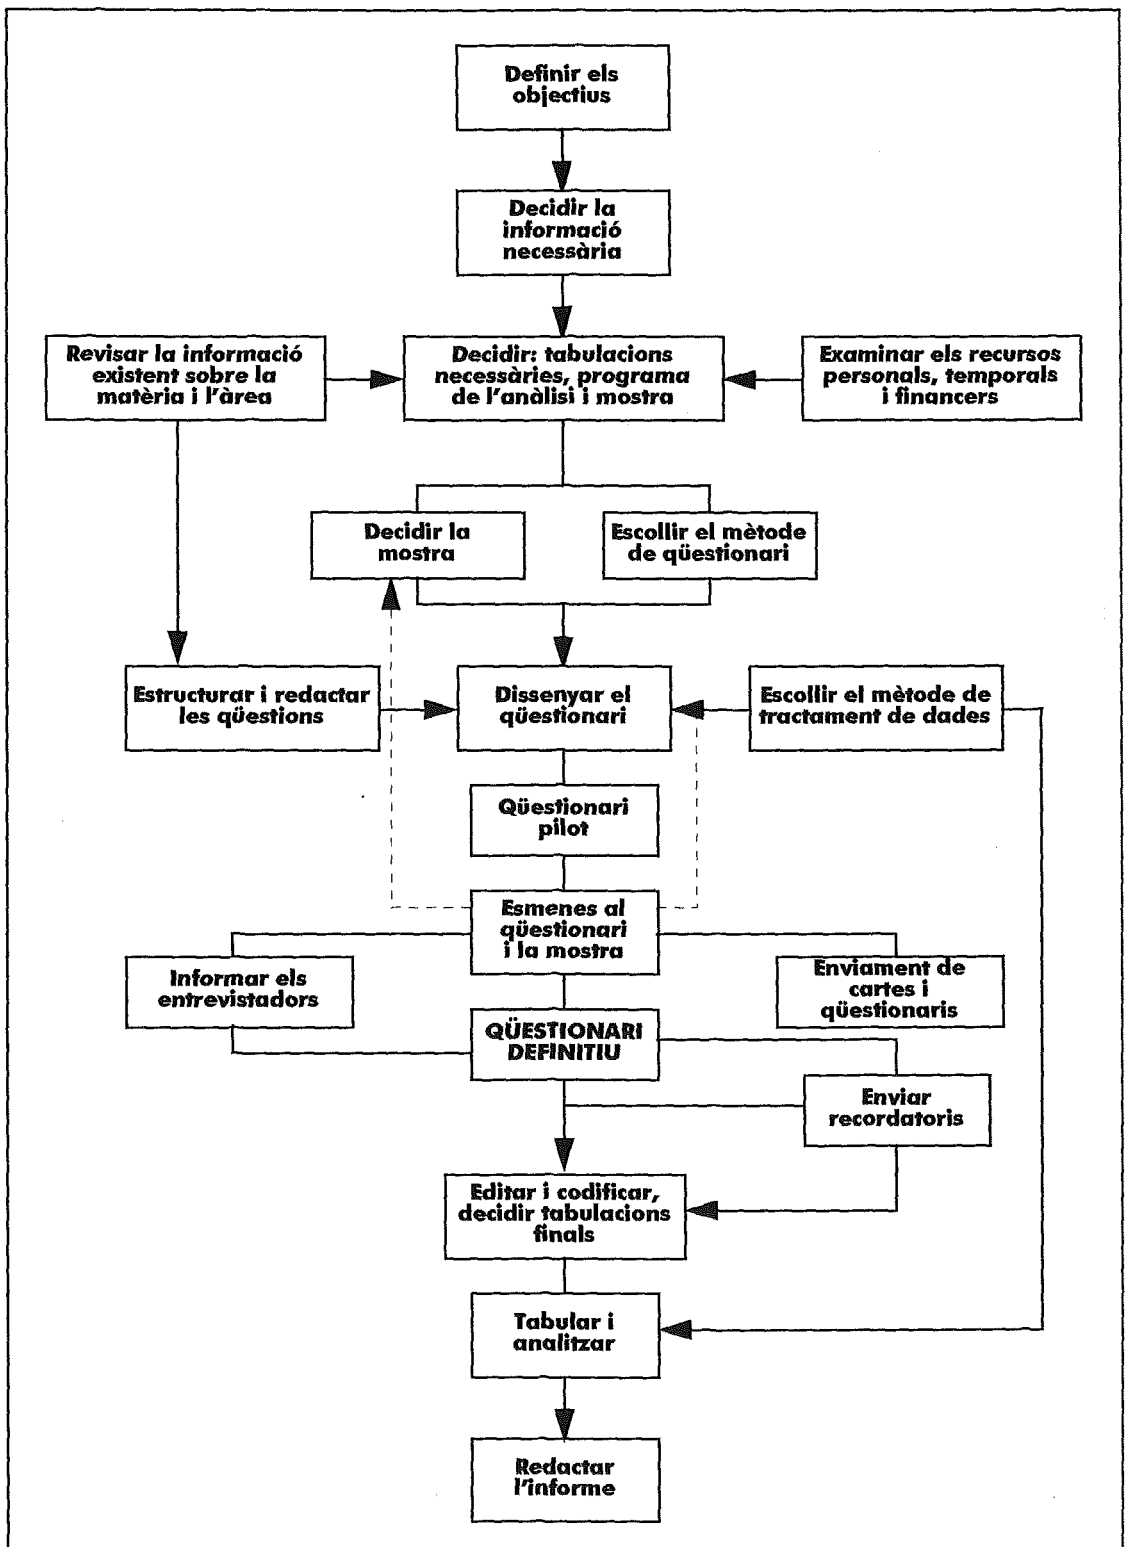 Definir els
objectius
Decidir la
informació
necessària
Revisar la informació
existent sobre la
matèria i l'àrea
Decidir: tabulacions
necessàries, programa
de l'anàlisi i mostra
Examinar els recursos
personals, temporals
i financers
Decidir la
mostra
Escollir el mètode
de qüestionari
Estructurar i redactar
les qüestions
Dissenyar el
qüestionari
Escollir el mètode de
tractament de dades
Qüestionari
pilot
Esmenes al
qüestionari
i la mostra
Informar els
entrevistadors
Enviament de
cartes i
qüestionaris
QÜESTIONARI
DEFINITIU
Enviar
recordatoris
Editar i codificar,
decidir tabulacions
finals
Tabular i
analitzar
Redactar
l'informe